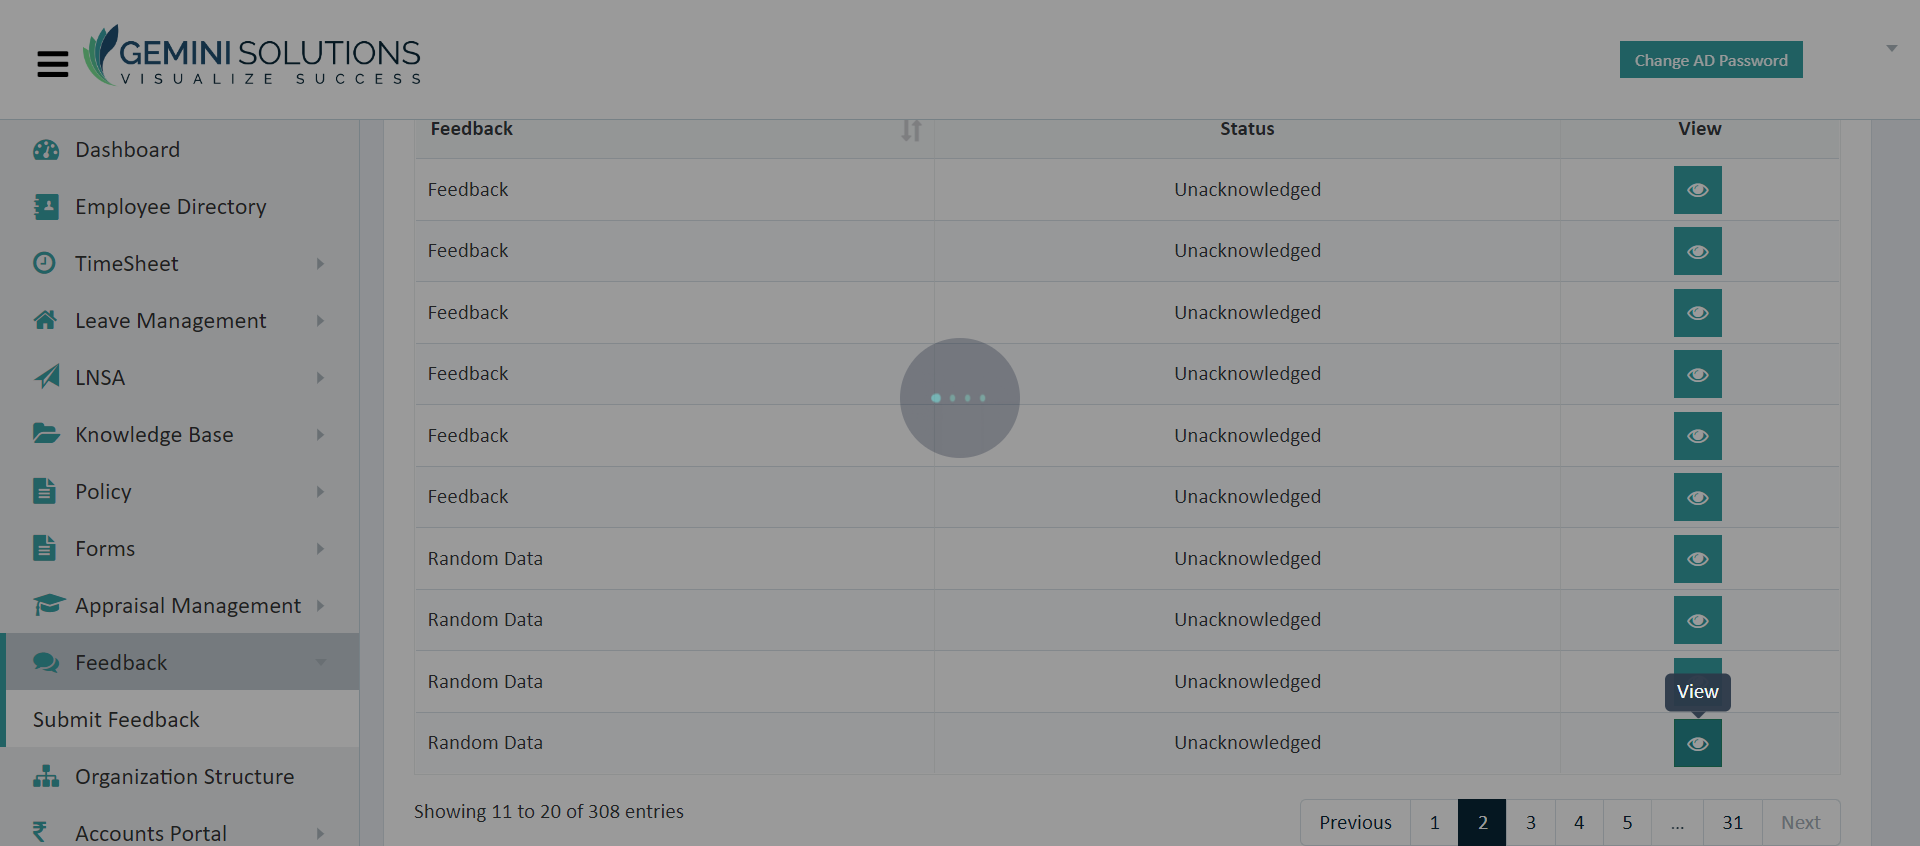 GEMINI SOLUTIONS
VISUALIZE SUCCESS
Change AD Password
Dashboard
Employee Directory
TimeSheet
Leave Management
LNSA
Knowledge Base
Policy
Forms
Appraisal Management
Feedback
Submit Feedback
Organization Structure
Accounts Portal
Feedback Status View
Feedback Unacknowledged
Feedback Unacknowledged
Feedback Unacknowledged
Feedback Unacknowledged
Feedback Unacknowledged
Feedback Unacknowledged
Random Data Unacknowledged
Random Data Unacknowledged
Random Data Unacknowledged
View
Random Data Unacknowledged
Showing 11 to 20 of 308 entries
Previous 1 2 3 4 5 ... 31 Next